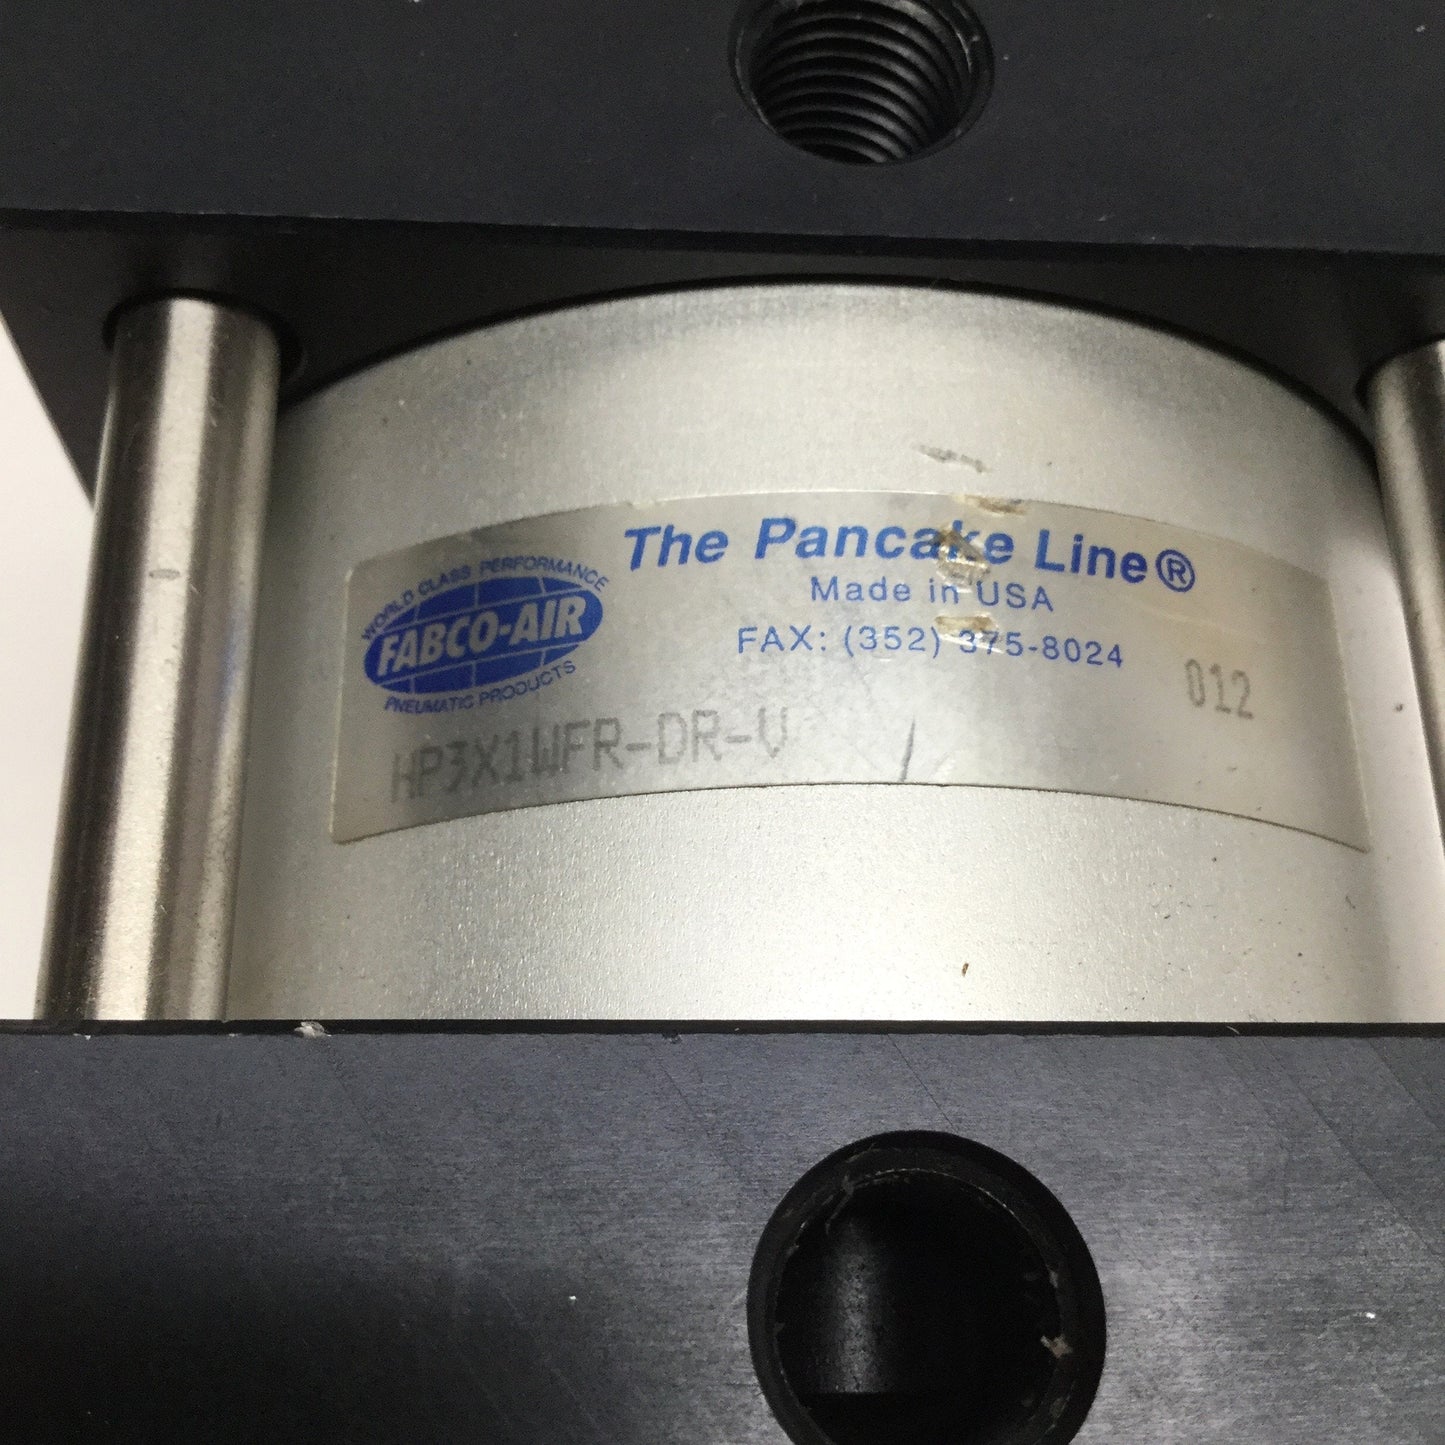 The Pancake Line®
Made in USA
FAX: (352) 375-8024
WORLD CLASS PERFORMANCE
FABCO-AIR
PNEUMATIC PRODUCTS
012
HP3X1WFR-DR-V